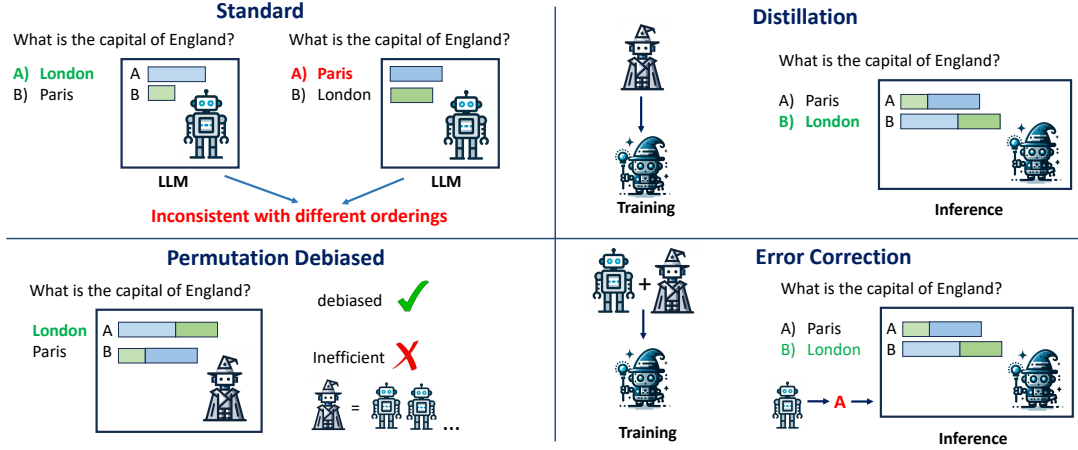 Standard
What is the capital of England?
A) London
B) Paris
A
B
LLM
What is the capital of England?
A) Paris
B) London
LLM
Inconsistent with different orderings
Distillation
Training
What is the capital of England?
A) Paris
B) London
A
B
Inference
Permutation Debiased
What is the capital of England?
London
Paris
A
B
debiased
Inefficient
=
...
Error Correction
+
Training
What is the capital of England?
A) Paris
B) London
A
B
A
Inference